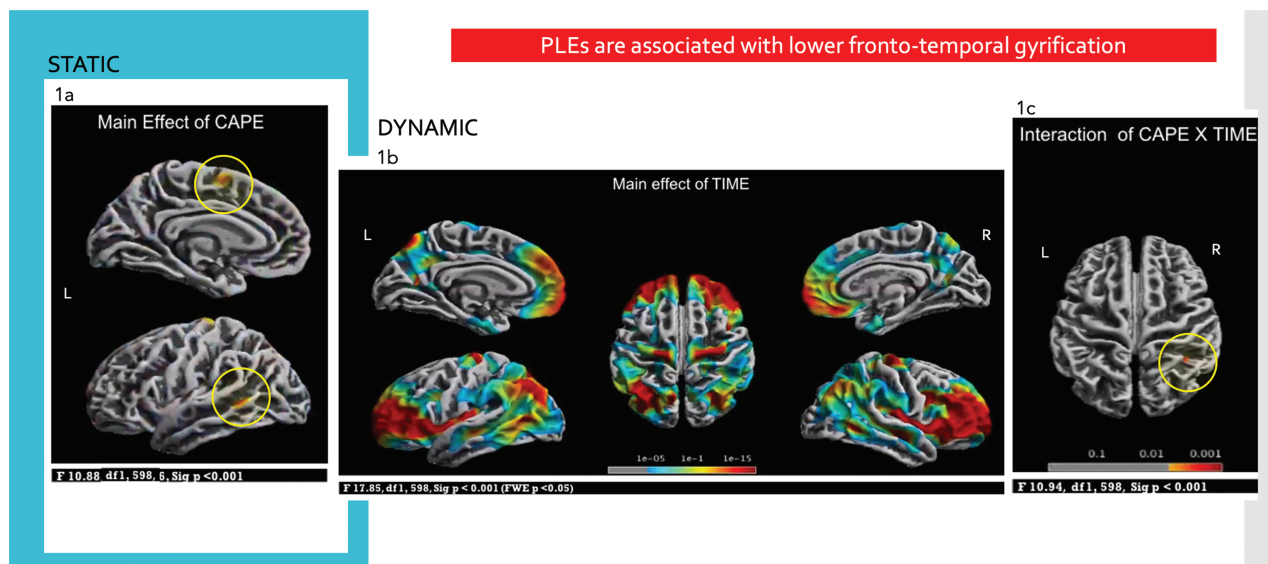 PLEs are associated with lower fronto-temporal gyrification
STATIC
1a
Main Effect of CAPE
L
F 10.88, df1, 598, 6, Sig p <0.001
DYNAMIC
1b
Main effect of TIME
L
R
1e-05 1e-1 1e-15
F 17.85, df1, 598, Sig p < 0.001 (FWE p <0.05)
1c
Interaction of CAPE X TIME
L
R
0.1 0.01 0.001
F 10.94, df1, 598, Sig p < 0.001